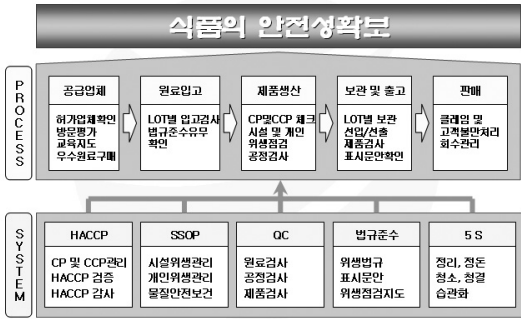 식품의 안전성확보
PROCESS
공급업체
허가업체확인
방문평가
교육지도
우수원료구매
원료입고
LOT별 입고검사
법규준수유무
확인
제품생산
CP및CCP 체크
시설 및 개인
위생점검
공정검사
보관 및 출고
LOT별 보관
선입/선출
제품검사
표시문안확인
판매
클레임 및
고객불만처리
회수관리
SYSTEM
HACCP
CP 및 CCP관리
HACCP 검증
HACCP 감사
SSOP
시설위생관리
개인위생관리
물질안전보건
QC
원료검사
공정검사
제품검사
법규준수
위생법규
표시문안
위생점검지도
5 S
정리, 정돈
청소, 청결
습관화